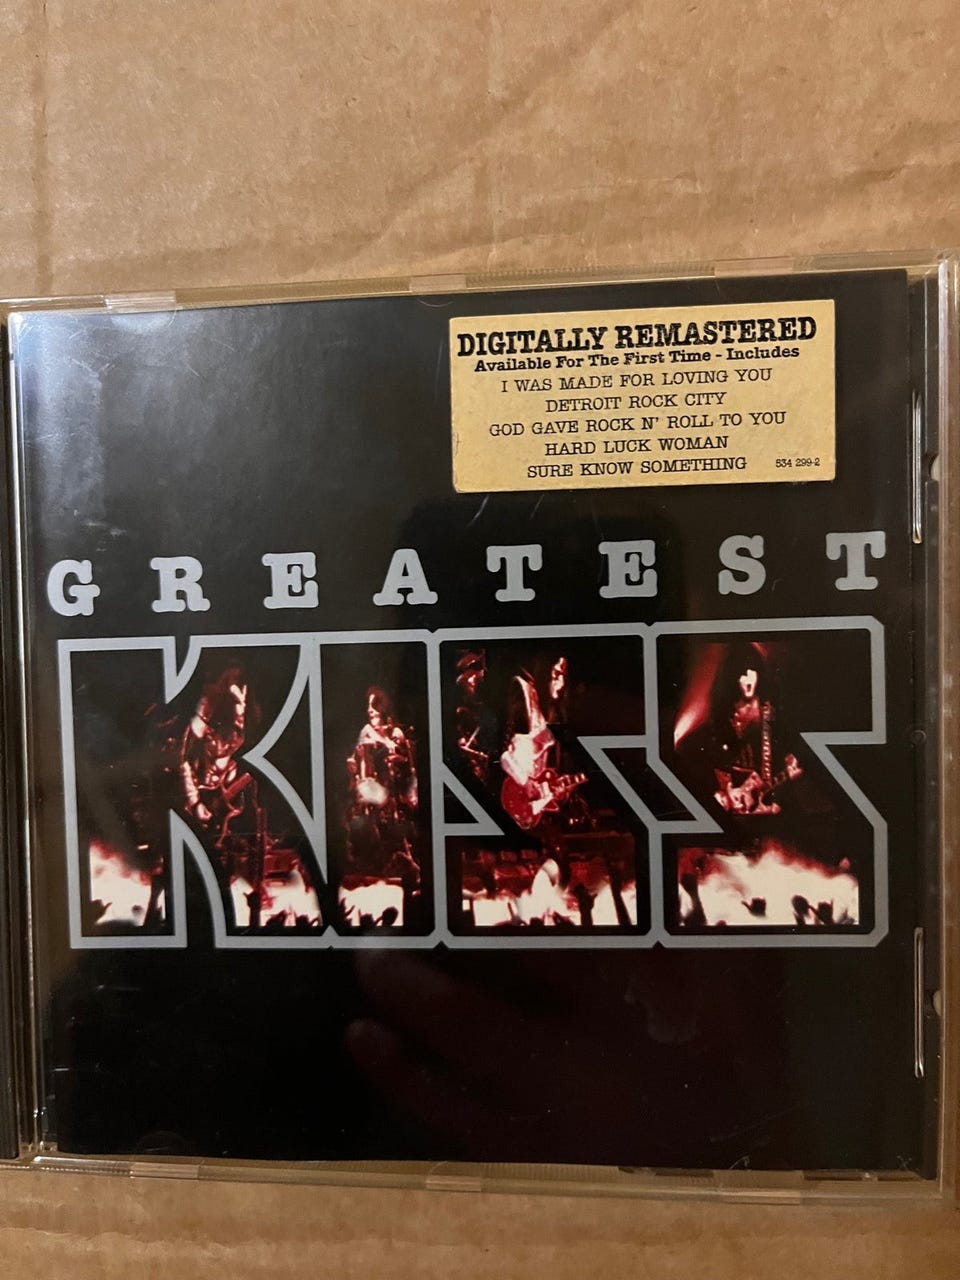 DIGITALLY REMASTERED
Available For The First Time - Includes
I WAS MADE FOR LOVING YOU
DETROIT ROCK CITY
GOD GAVE ROCK N' ROLL TO YOU
HARD LUCK WOMAN
SURE KNOW SOMETHING 534 299-2
GREATEST
KISS